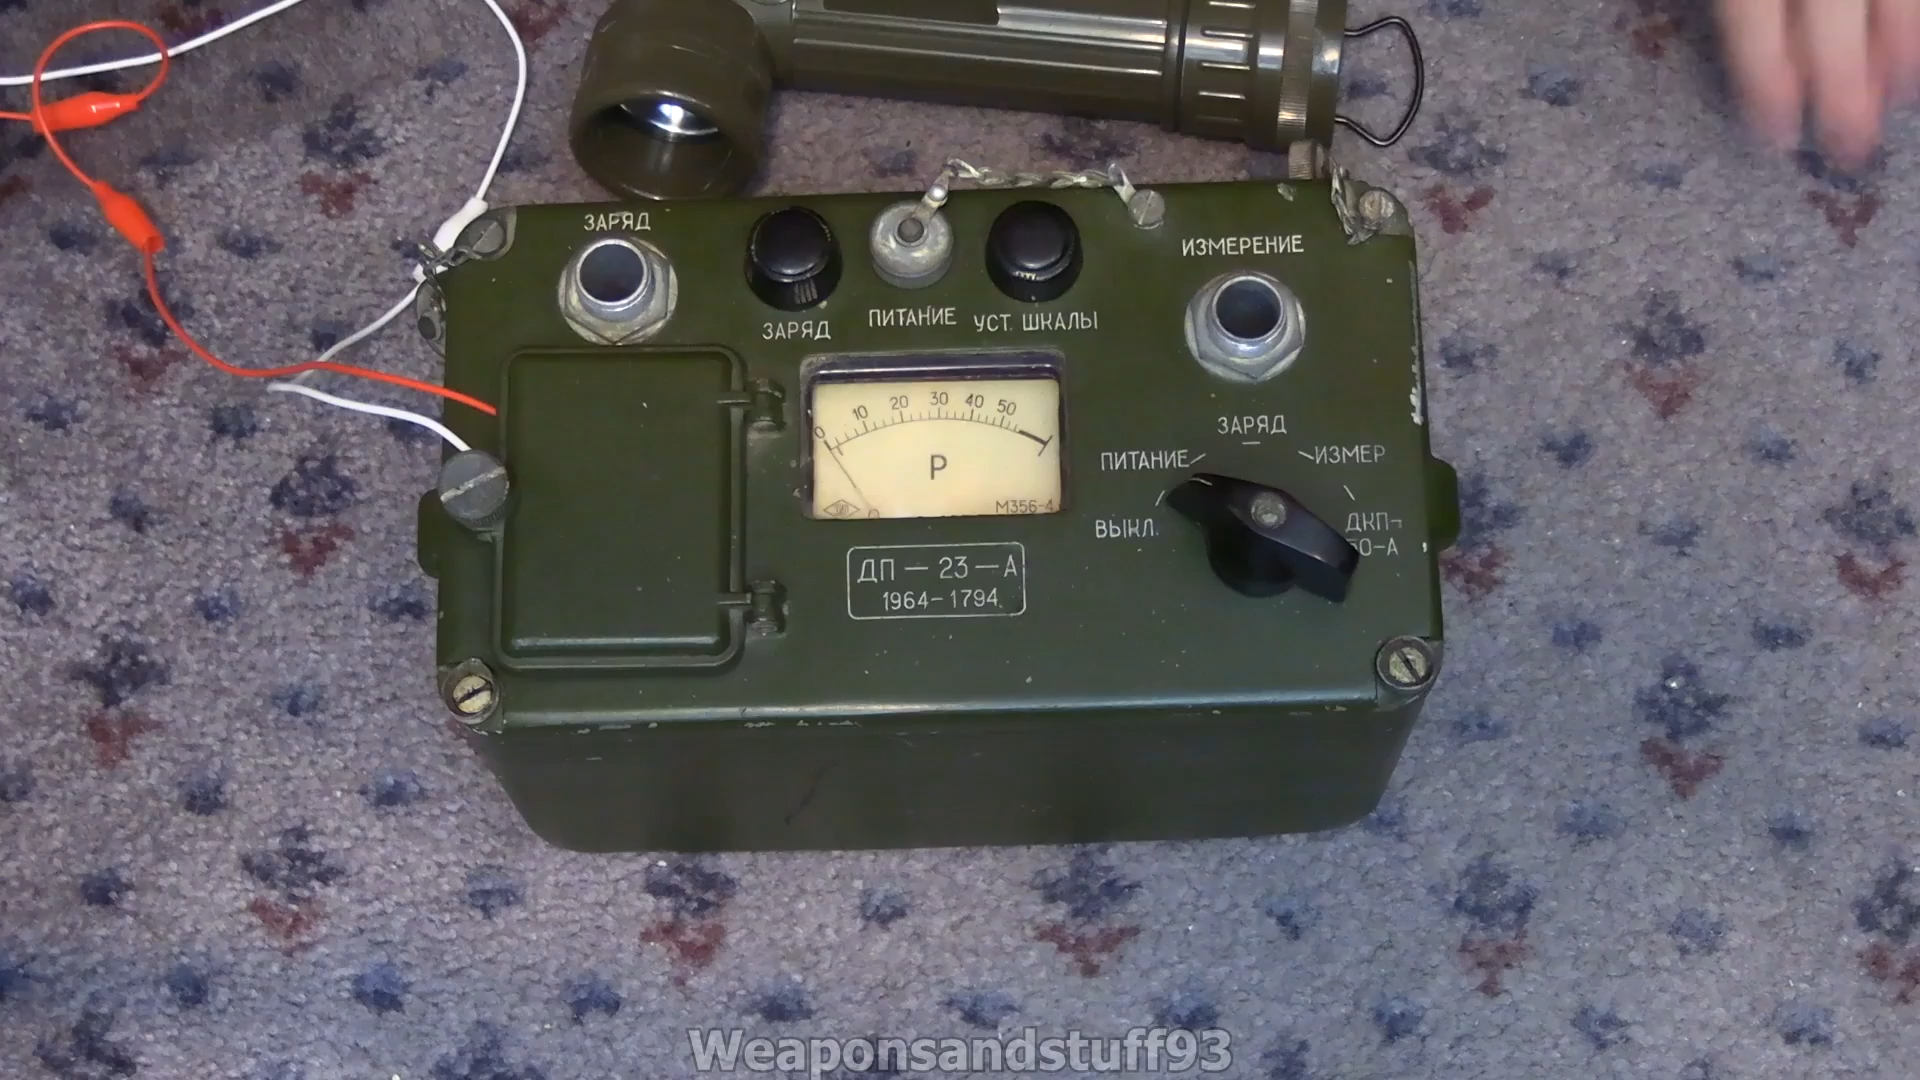 ЗАРЯД
ЗАРЯД
ПИТАНИЕ
УСТ. ШКАЛЫ
ИЗМЕРЕНИЕ
0 10 20 30 40 50
Р
М356-4
ЗАРЯД
ПИТАНИЕ
ИЗМЕР
ВЫКЛ.
ДКП-
50-А
ДП — 23 — А
1964-1794
Weaponsandstuff93